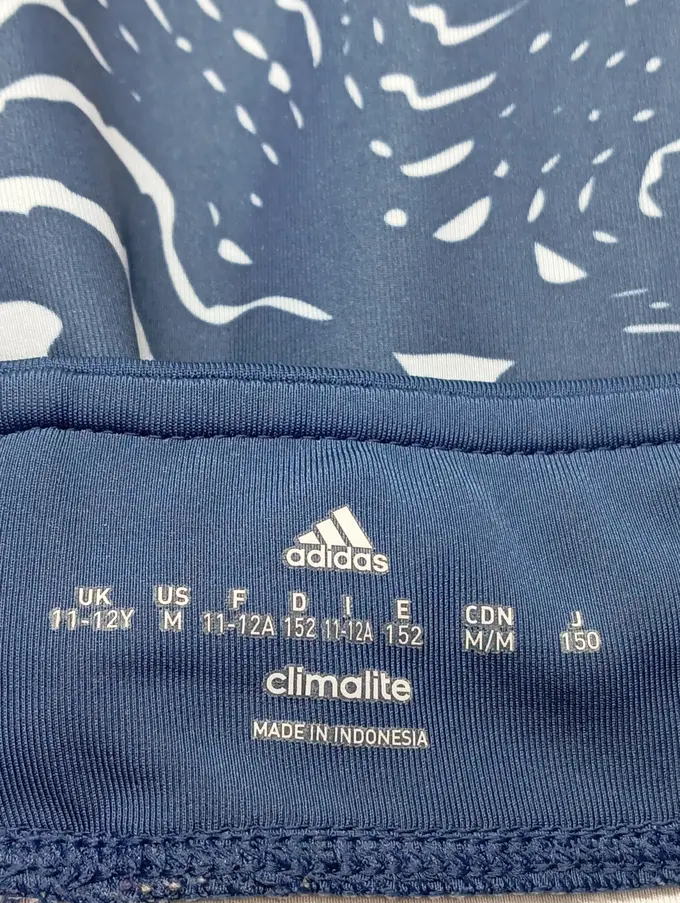 adidas
UK US F D I E CDN J
11-12Y M 11-12A 152 11-12A 152 M/M 150
climalite
MADE IN INDONESIA